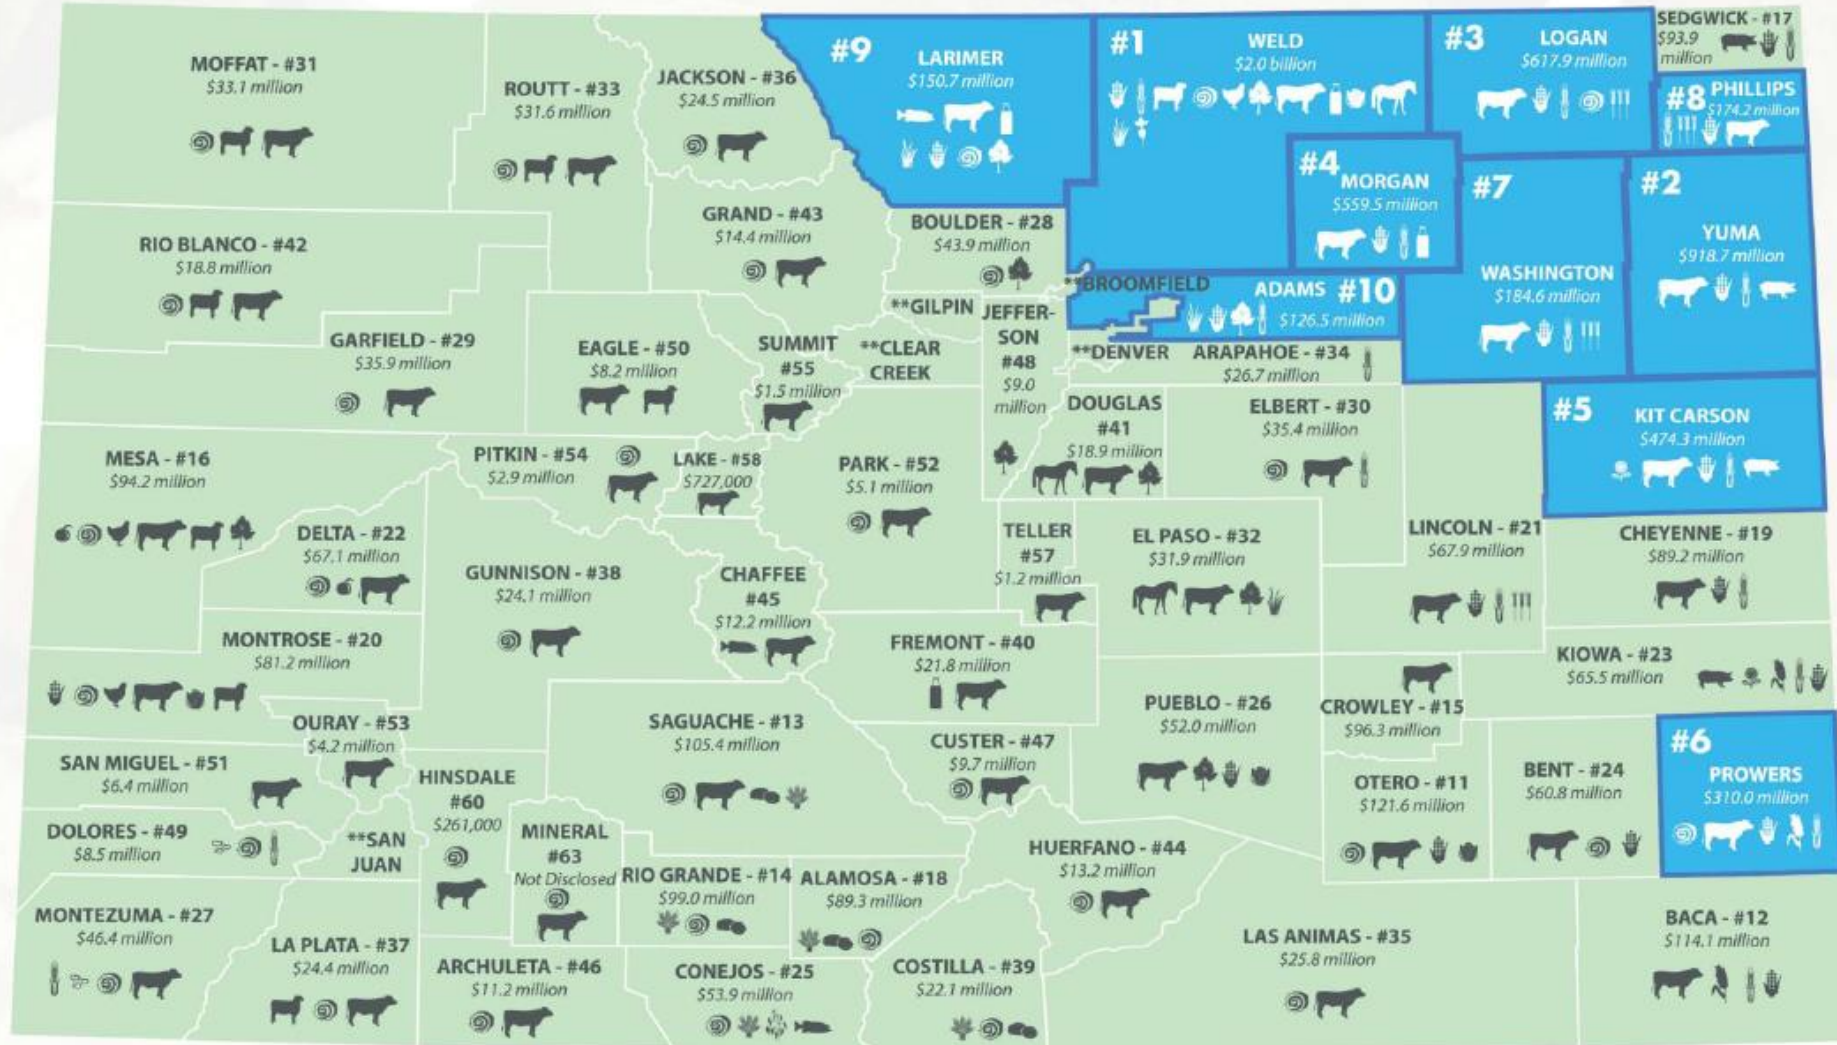 MOFFAT - #31
$33.1 million
ROUTT - #33
$31.6 million
JACKSON - #36
$24.5 million
#9
LARIMER
$150.7 million
#1
WELD
$2.0 billion
#3
LOGAN
$617.9 million
SEDGWICK - #17
$93.9
million
#8 PHILLIPS
$174.2 million
#4
MORGAN
$559.5 million
#7
WASHINGTON
$184.6 million
#2
YUMA
$918.7 million
RIO BLANCO - #42
$18.8 million
GRAND - #43
$14.4 million
BOULDER - #28
$43.9 million
**BROOMFIELD
ADAMS #10
$126.5 million
GARFIELD - #29
$35.9 million
EAGLE - #50
$8.2 million
SUMMIT
#55
$1.5 million
**GILPIN
**CLEAR
CREEK
JEFFER-
SON
#48
$9.0
million
**DENVER
ARAPAHOE - #34
$26.7 million
DOUGLAS
#41
$18.9 million
ELBERT - #30
$35.4 million
#5
KIT CARSON
$474.3 million
MESA - #16
$94.2 million
PITKIN - #54
$2.9 million
LAKE - #58
$727,000
PARK - #52
$5.1 million
DELTA - #22
$67.1 million
GUNNISON - #38
$24.1 million
CHAFFEE
#45
$12.2 million
TELLER
#57
$1.2 million
EL PASO - #32
$31.9 million
LINCOLN - #21
$67.9 million
CHEYENNE - #19
$89.2 million
MONTROSE - #20
$81.2 million
FREMONT - #40
$21.8 million
KIOWA - #23
$65.5 million
OURAY - #53
$4.2 million
SAGUACHE - #13
$105.4 million
CUSTER - #47
$9.7 million
PUEBLO - #26
$52.0 million
CROWLEY - #15
$96.3 million
SAN MIGUEL - #51
$6.4 million
HINSDALE
#60
$261,000
OTERO - #11
$121.6 million
BENT - #24
$60.8 million
#6
PROWERS
$310.0 million
DOLORES - #49
$8.5 million
**SAN
JUAN
MINERAL
#63
Not Disclosed
RIO GRANDE - #14
$99.0 million
ALAMOSA - #18
$89.3 million
HUERFANO - #44
$13.2 million
MONTEZUMA - #27
$46.4 million
LA PLATA - #37
$24.4 million
ARCHULETA - #46
$11.2 million
CONEJOS - #25
$53.9 million
COSTILLA - #39
$22.1 million
LAS ANIMAS - #35
$25.8 million
BACA - #12
$114.1 million